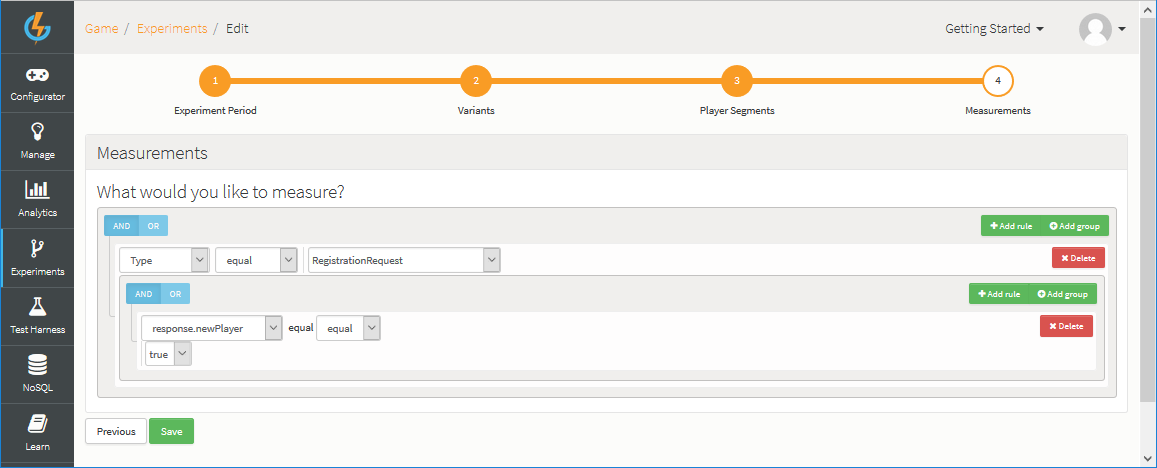 Game / Experiments / Edit
Getting Started
Configurator
Manage
Analytics
Experiments
Test Harness
NoSQL
Learn
1 2 3 4
Experiment Period Variants Player Segments Measurements
Measurements
What would you like to measure?
AND OR Add rule Add group
Type equal RegistrationRequest Delete
AND OR Add rule Add group
response.newPlayer equal equal Delete
true
Previous Save